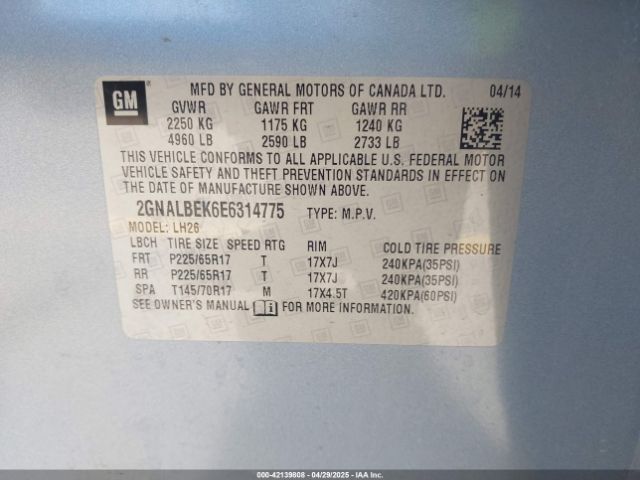 GM ®
MFD BY GENERAL MOTORS OF CANADA LTD. 04/14
GVWR GAWR FRT GAWR RR
2250 KG 1175 KG 1240 KG
4960 LB 2590 LB 2733 LB
THIS VEHICLE CONFORMS TO ALL APPLICABLE U.S. FEDERAL MOTOR
VEHICLE SAFETY AND THEFT PREVENTION STANDARDS IN EFFECT ON
THE DATE OF MANUFACTURE SHOWN ABOVE.
2GNALBEK6E6314775 TYPE: M.P.V.
MODEL: LH26
LBCH TIRE SIZE SPEED RTG RIM COLD TIRE PRESSURE
FRT P225/65R17 T 17X7J 240KPA(35PSI)
RR P225/65R17 T 17X7J 240KPA(35PSI)
SPA T145/70R17 M 17X4.5T 420KPA(60PSI)
SEE OWNER'S MANUAL FOR MORE INFORMATION.
000-42139808 - 04/29/2025 - IAAI.COM